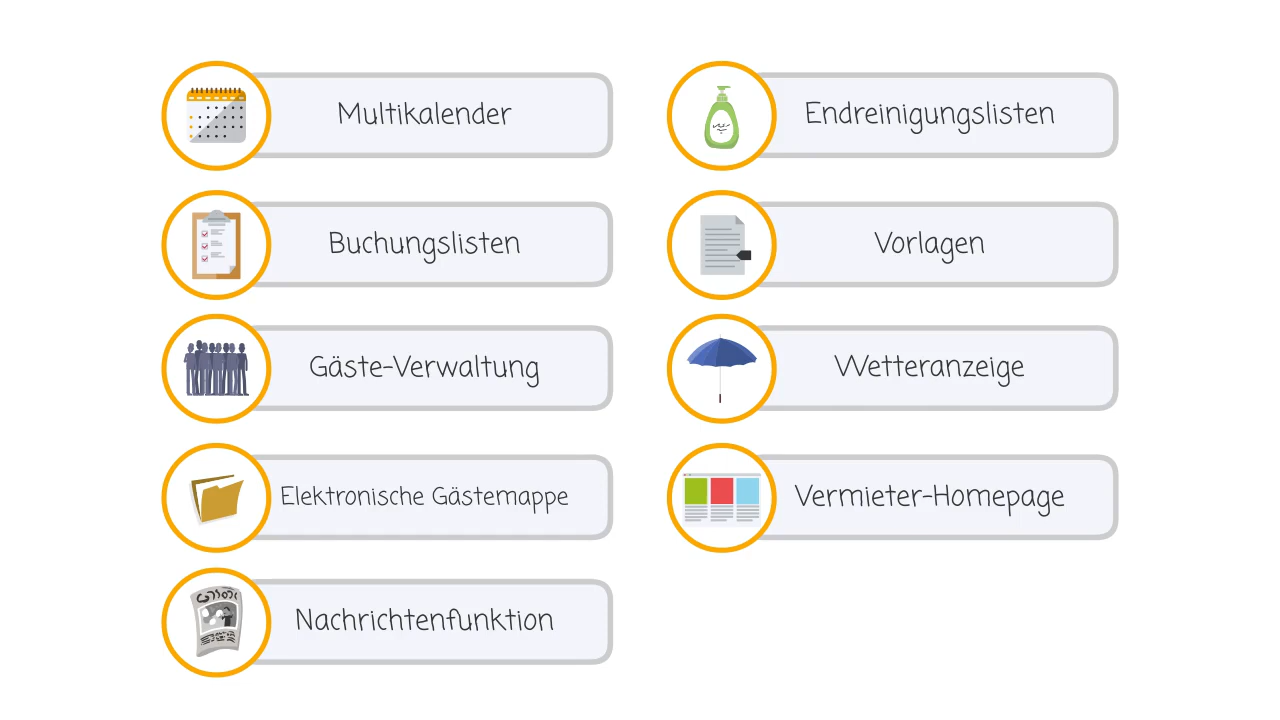 Multikalender
Buchungslisten
Gäste-Verwaltung
Elektronische Gästemappe
Nachrichtenfunktion
Endreinigungslisten
Vorlagen
Wetteranzeige
Vermieter-Homepage